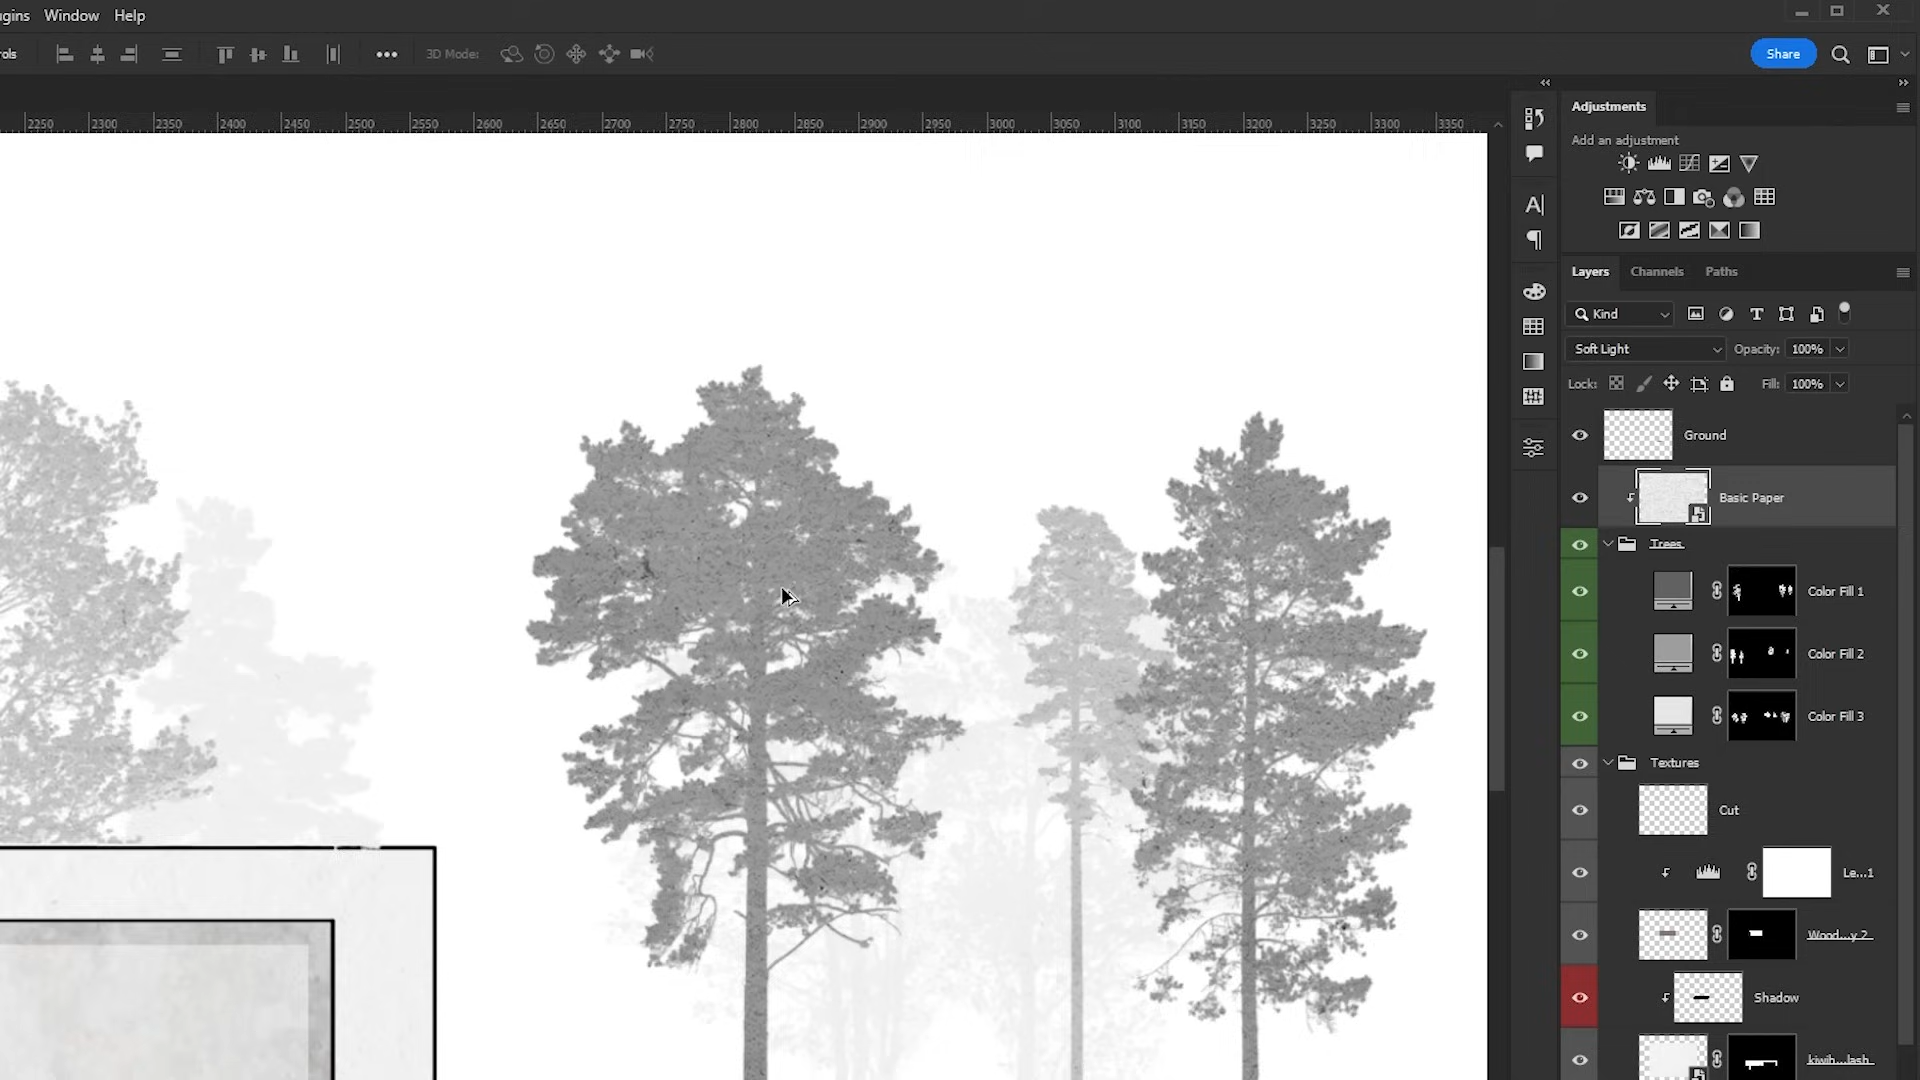 ugins Window Help
ols 3D Mode: Share
2250 2300 2350 2400 2450 2500 2550 2600 2650 2700 2750 2800 2850 2900 2950 3000 3050 3100 3150 3200 3250 3300 3350
Adjustments
Add an adjustment
Layers Channels Paths
Kind
Soft Light Opacity: 100%
Lock: Fill: 100%
Ground
Basic Paper
Trees
Color Fill 1
Color Fill 2
Color Fill 3
Textures
Cut
Le...1
Wood...y 2
Shadow
kiwih...lash